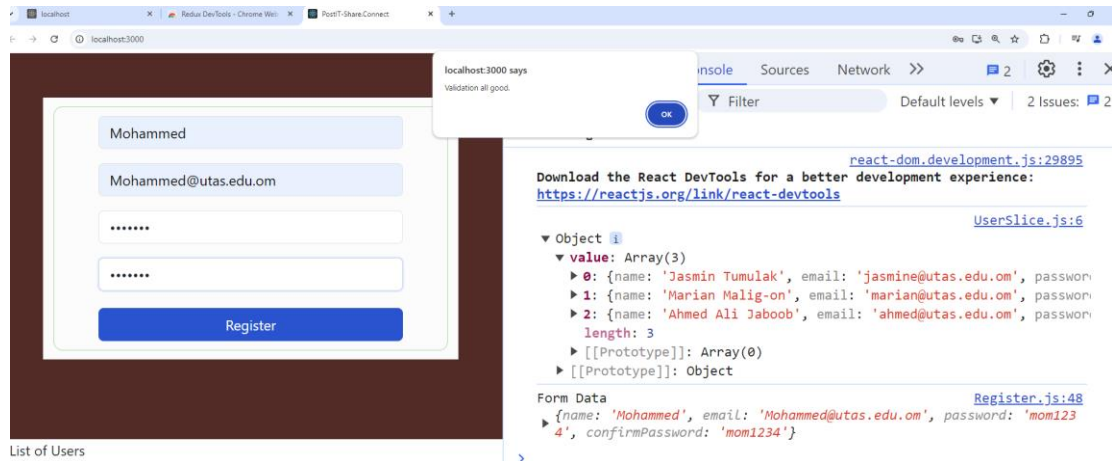 localhost
Redux DevTools - Chrome Web
PostIT-Share.Connect
localhost:3000
localhost:3000 says
Validation all good.
OK
Mohammed
Mohammed@utas.edu.om
•••••••
•••••••
Register
List of Users
nsole Sources Network 2
Filter Default levels ▼ 2 Issues: 2
react-dom.development.js:29895
Download the React DevTools for a better development experience:
https://reactjs.org/link/react-devtools
UserSlice.js:6
▼ Object i
▼ value: Array(3)
▶ 0: {name: 'Jasmin Tumulak', email: 'jasmine@utas.edu.om', passwor
▶ 1: {name: 'Marian Malig-on', email: 'marian@utas.edu.om', passwor
▶ 2: {name: 'Ahmed Ali Jaboob', email: 'ahmed@utas.edu.om', passwor
length: 3
▶ [[Prototype]]: Array(0)
▶ [[Prototype]]: Object
Form Data Register.js:48
▶ {name: 'Mohammed', email: 'Mohammed@utas.edu.om', password: 'mom123
4', confirmPassword: 'mom1234'}